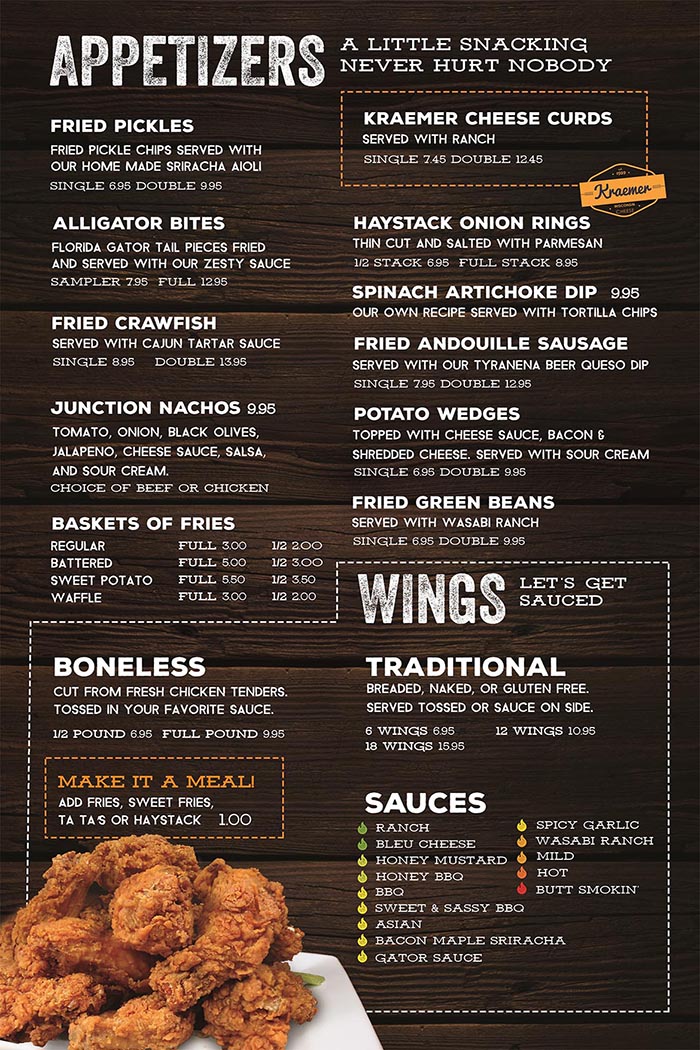 APPETIZERS
A LITTLE SNACKING
NEVER HURT NOBODY
FRIED PICKLES
FRIED PICKLE CHIPS SERVED WITH
OUR HOME MADE SRIRACHA AIOLI
SINGLE 6.95 DOUBLE 9.95
ALLIGATOR BITES
FLORIDA GATOR TAIL PIECES FRIED
AND SERVED WITH OUR ZESTY SAUCE
SAMPLER 7.95 FULL 12.95
FRIED CRAWFISH
SERVED WITH CAJUN TARTAR SAUCE
SINGLE 8.95 DOUBLE 13.95
JUNCTION NACHOS 9.95
TOMATO, ONION, BLACK OLIVES,
JALAPENO, CHEESE SAUCE, SALSA,
AND SOUR CREAM.
CHOICE OF BEEF OR CHICKEN
BASKETS OF FRIES
REGULAR FULL 3.00 1/2 2.00
BATTERED FULL 5.00 1/2 3.00
SWEET POTATO FULL 5.50 1/2 3.50
WAFFLE FULL 3.00 1/2 2.00
KRAEMER CHEESE CURDS
SERVED WITH RANCH
SINGLE 7.45 DOUBLE 12.45
Kraemer
WISCONSIN
CHEESE
HAYSTACK ONION RINGS
THIN CUT AND SALTED WITH PARMESAN
1/2 STACK 6.95 FULL STACK 8.95
SPINACH ARTICHOKE DIP 9.95
OUR OWN RECIPE SERVED WITH TORTILLA CHIPS
FRIED ANDOUILLE SAUSAGE
SERVED WITH OUR TYRANENA BEER QUESO DIP
SINGLE 7.95 DOUBLE 12.95
POTATO WEDGES
TOPPED WITH CHEESE SAUCE, BACON &
SHREDDED CHEESE. SERVED WITH SOUR CREAM
SINGLE 6.95 DOUBLE 9.95
FRIED GREEN BEANS
SERVED WITH WASABI RANCH
SINGLE 6.95 DOUBLE 9.95
WINGS
LET'S GET
SAUCED
BONELESS
CUT FROM FRESH CHICKEN TENDERS.
TOSSED IN YOUR FAVORITE SAUCE.
1/2 POUND 6.95 FULL POUND 9.95
MAKE IT A MEAL!
ADD FRIES, SWEET FRIES,
TA TA'S OR HAYSTACK 1.00
TRADITIONAL
BREADED, NAKED, OR GLUTEN FREE.
SERVED TOSSED OR SAUCE ON SIDE.
6 WINGS 6.95 12 WINGS 10.95
18 WINGS 15.95
SAUCES
RANCH
BLEU CHEESE
HONEY MUSTARD
HONEY BBQ
BBQ
SWEET & SASSY BBQ
ASIAN
BACON MAPLE SRIRACHA
GATOR SAUCE
SPICY GARLIC
WASABI RANCH
MILD
HOT
BUTT SMOKIN'